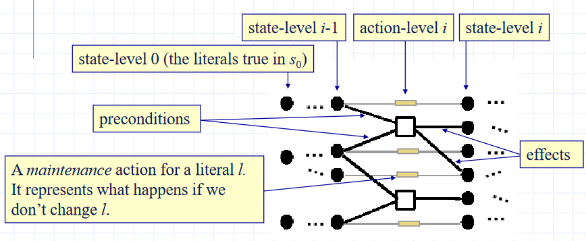 state-level i-1
action-level i
state-level i
state-level 0 (the literals true in s₀)
preconditions
effects
A maintenance action for a literal l.
It represents what happens if we
don't change l.